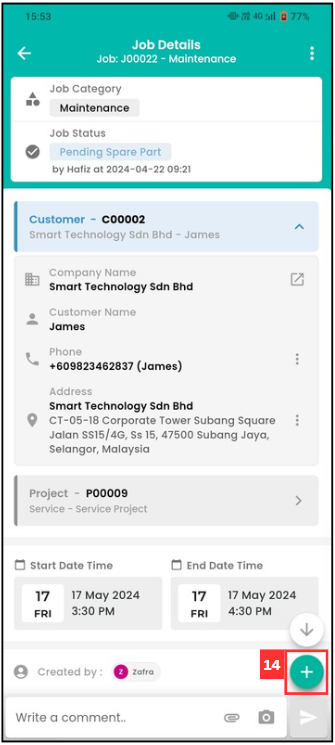 15:53
4G 77%
Job Details
Job: J00022 - Maintenance
Job Category
Maintenance
Job Status
Pending Spare Part
by Hafiz at 2024-04-22 09:21
Customer - C00002
Smart Technology Sdn Bhd - James
Company Name
Smart Technology Sdn Bhd
Customer Name
James
Phone
+609823462837 (James)
Address
Smart Technology Sdn Bhd
CT-05-18 Corporate Tower Subang Square
Jalan SS15/4G, Ss 15, 47500 Subang Jaya,
Selangor, Malaysia
Project - P00009
Service - Service Project
Start Date Time
End Date Time
17 FRI
17 May 2024
3:30 PM
17 FRI
17 May 2024
4:30 PM
14
Created by : Z Zafra
Write a comment..